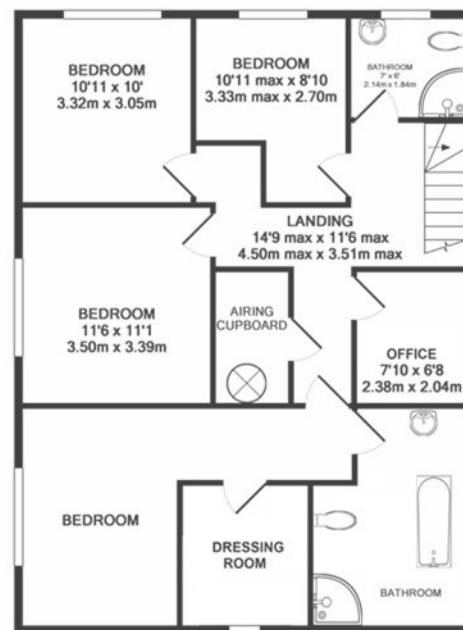 BEDROOM
10'11 x 10'
3.32m x 3.05m
BEDROOM
10'11 max x 8'10
3.33m max x 2.70m
BATHROOM
7' x 6'
2.14m x 1.84m
LANDING
14'9 max x 11'6 max
4.50m max x 3.51m max
BEDROOM
11'6 x 11'1
3.50m x 3.39m
AIRING
CUPBOARD
OFFICE
7'10 x 6'8
2.38m x 2.04m
BEDROOM
DRESSING
ROOM
BATHROOM